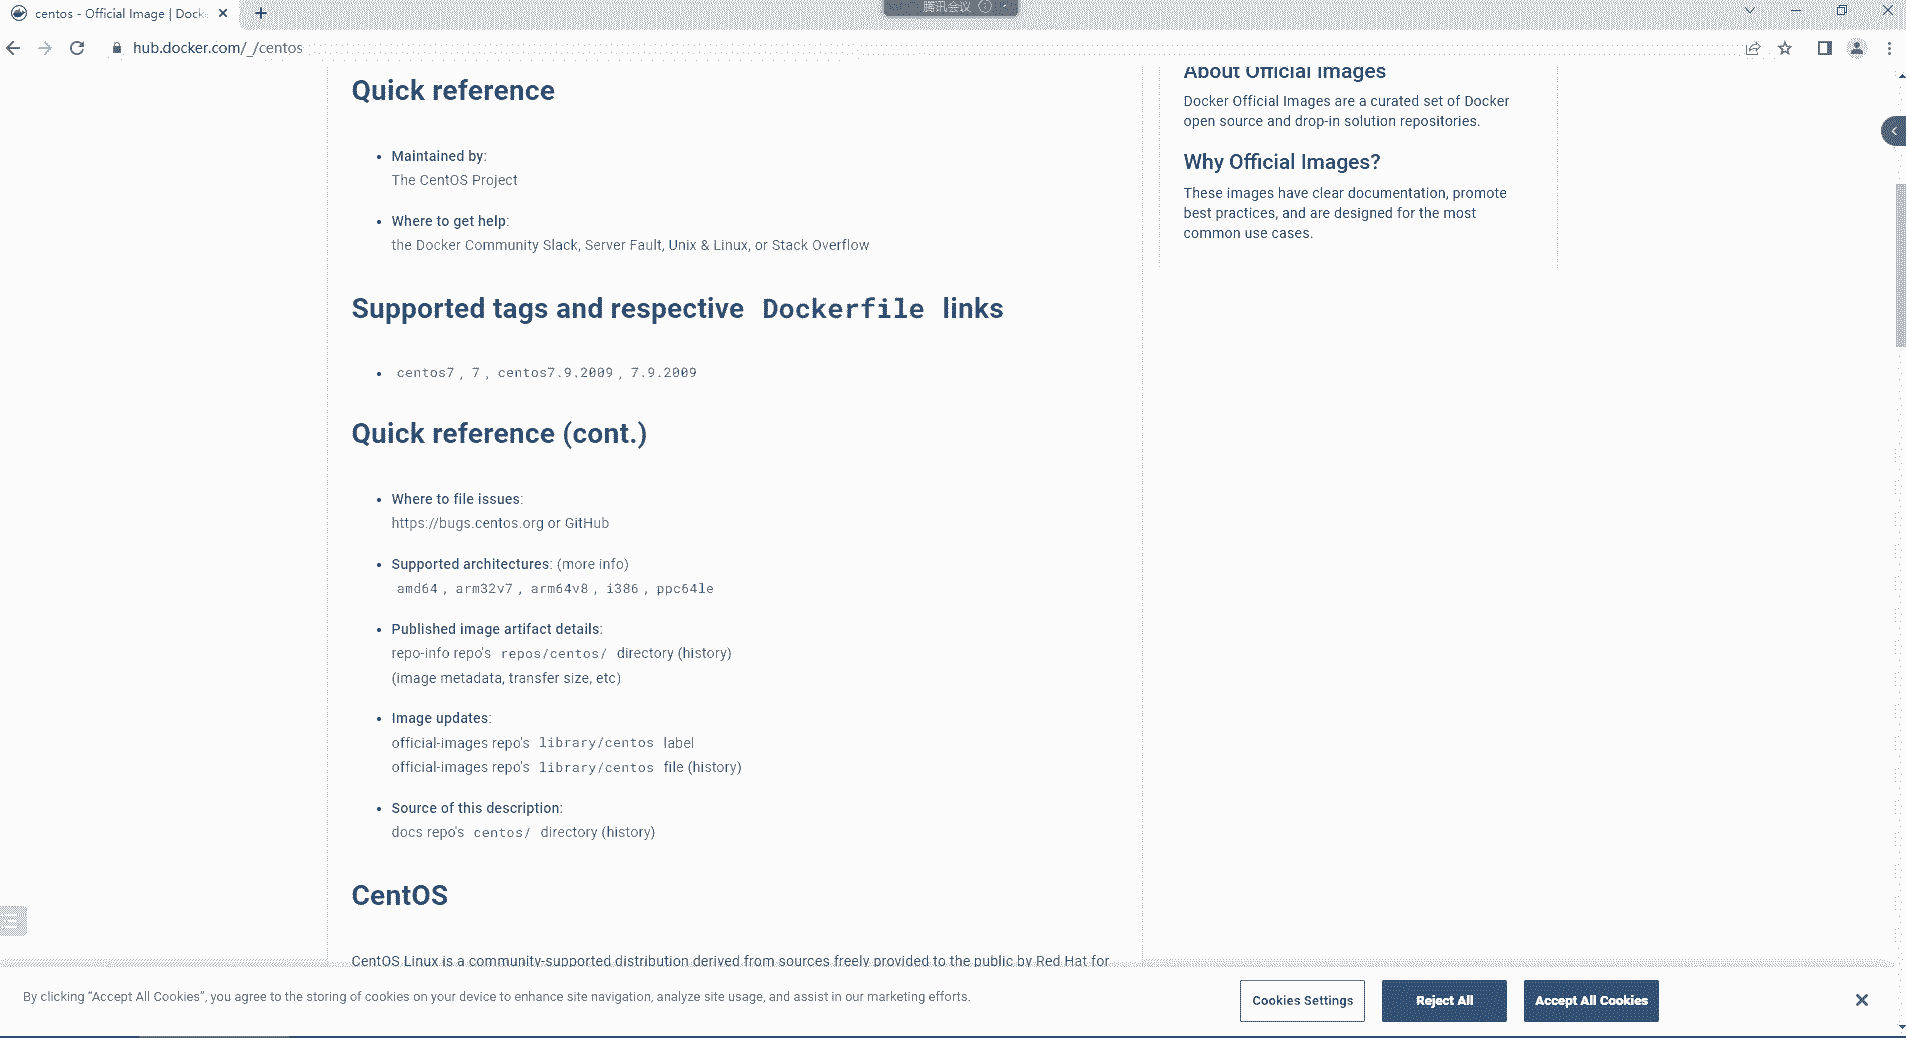 centos - Official Image | Dock
腾讯会议
hub.docker.com/_/centos
Quick reference
Maintained by:
The CentOS Project
Where to get help:
the Docker Community Slack, Server Fault, Unix & Linux, or Stack Overflow
Supported tags and respective Dockerfile links
centos7 , 7 , centos7.9.2009 , 7.9.2009
Quick reference (cont.)
Where to file issues:
https://bugs.centos.org or GitHub
Supported architectures: (more info)
amd64 , arm32v7 , arm64v8 , i386 , ppc64le
Published image artifact details:
repo-info repo's repos/centos/ directory (history)
(image metadata, transfer size, etc)
Image updates:
official-images repo's library/centos label
official-images repo's library/centos file (history)
Source of this description:
docs repo's centos/ directory (history)
CentOS
CentOS Linux is a community-supported distribution derived from sources freely provided to the public by Red Hat for
About Official Images
Docker Official Images are a curated set of Docker
open source and drop-in solution repositories.
Why Official Images?
These images have clear documentation, promote
best practices, and are designed for the most
common use cases.
By clicking “Accept All Cookies”, you agree to the storing of cookies on your device to enhance site navigation, analyze site usage, and assist in our marketing efforts.
Cookies Settings
Reject All
Accept All Cookies